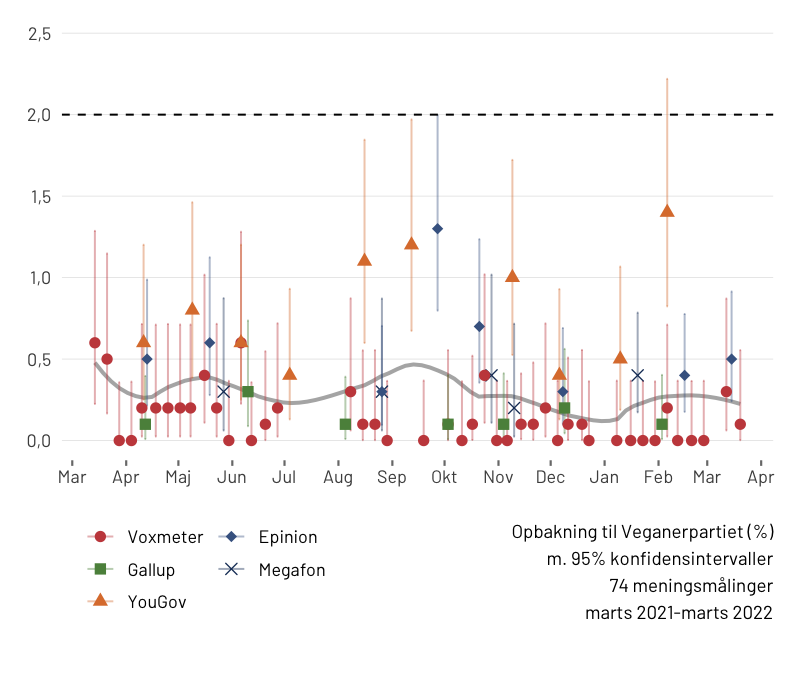 2,5
2,0
1,5
1,0
0,5
0,0
Mar Apr Maj Jun Jul Aug Sep Okt Nov Dec Jan Feb Mar Apr
Voxmeter Epinion
Gallup Megafon
YouGov
Opbakning til Veganerpartiet (%)
m. 95% konfidensintervaller
74 meningsmålinger
marts 2021-marts 2022